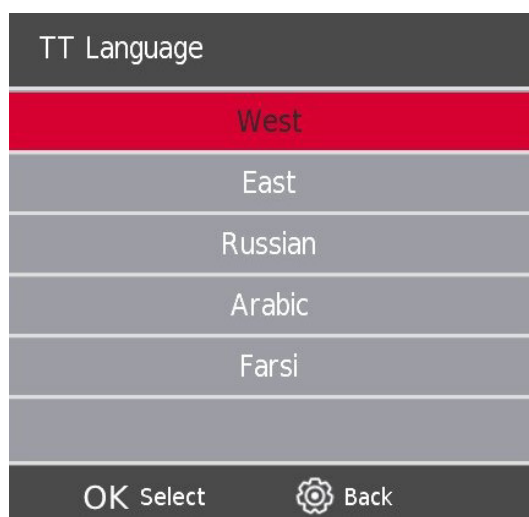 TT Language
West
East
Russian
Arabic
Farsi
OK Select Back